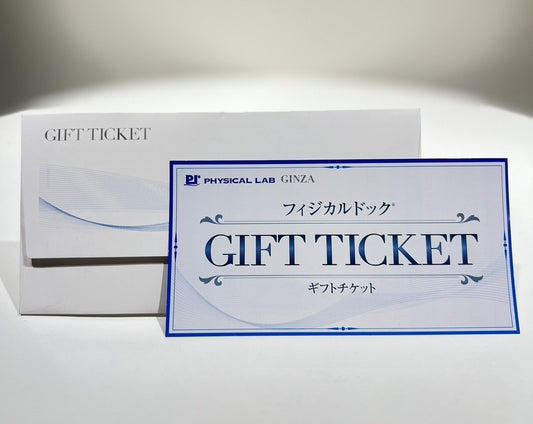 GIFT TICKET
PHYSICAL LAB GINZA
フィジカルドック®
GIFT TICKET
ギフトチケット